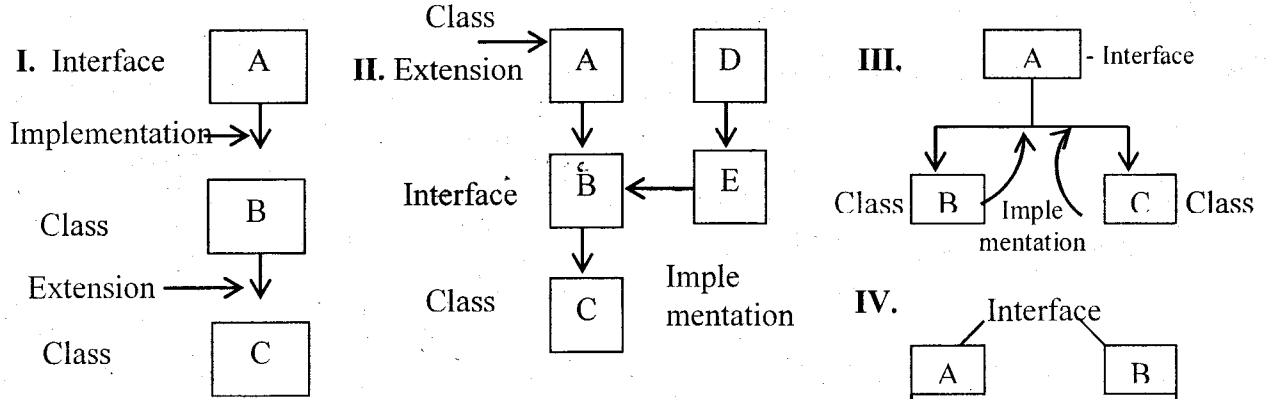 I. Interface
A
Implementation
B
Class
Extension
Class
C
Class
II. Extension
A
D
Interface
B
E
Class
C
Imple
mentation
III.
A
- Interface
Class
B
Imple
mentation
C
Class
IV.
Interface
A
B